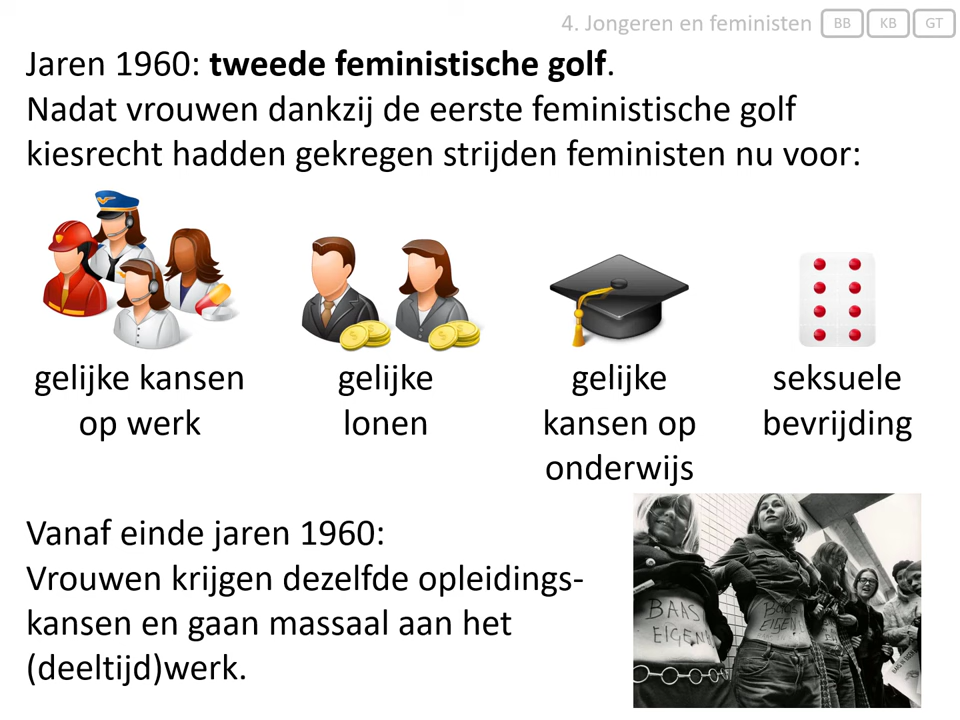 4. Jongeren en feministen BB KB GT
Jaren 1960: tweede feministische golf.
Nadat vrouwen dankzij de eerste feministische golf
kiesrecht hadden gekregen strijden feministen nu voor:
gelijke kansen
op werk
gelijke
lonen
gelijke
kansen op
onderwijs
seksuele
bevrijding
Vanaf einde jaren 1960:
Vrouwen krijgen dezelfde opleidings-
kansen en gaan massaal aan het
(deeltijd)werk.
BAAS
EIGEN
BAAS
EIGEN